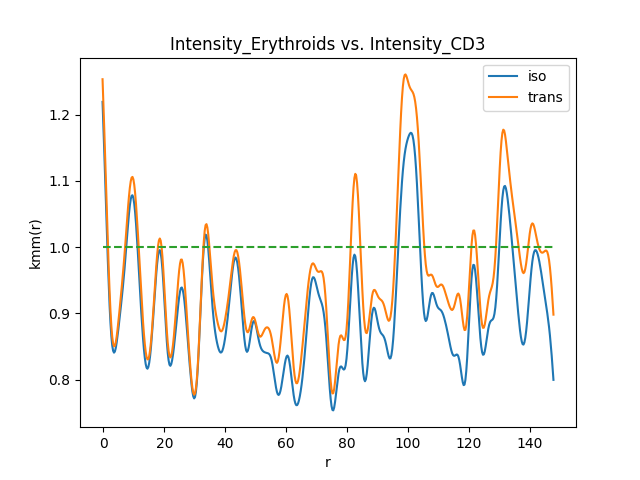 Intensity_Erythroids vs. Intensity_CD3
iso
trans
kmm(r)
1.2
1.1
1.0
0.9
0.8
0 20 40 60 80 100 120 140
r